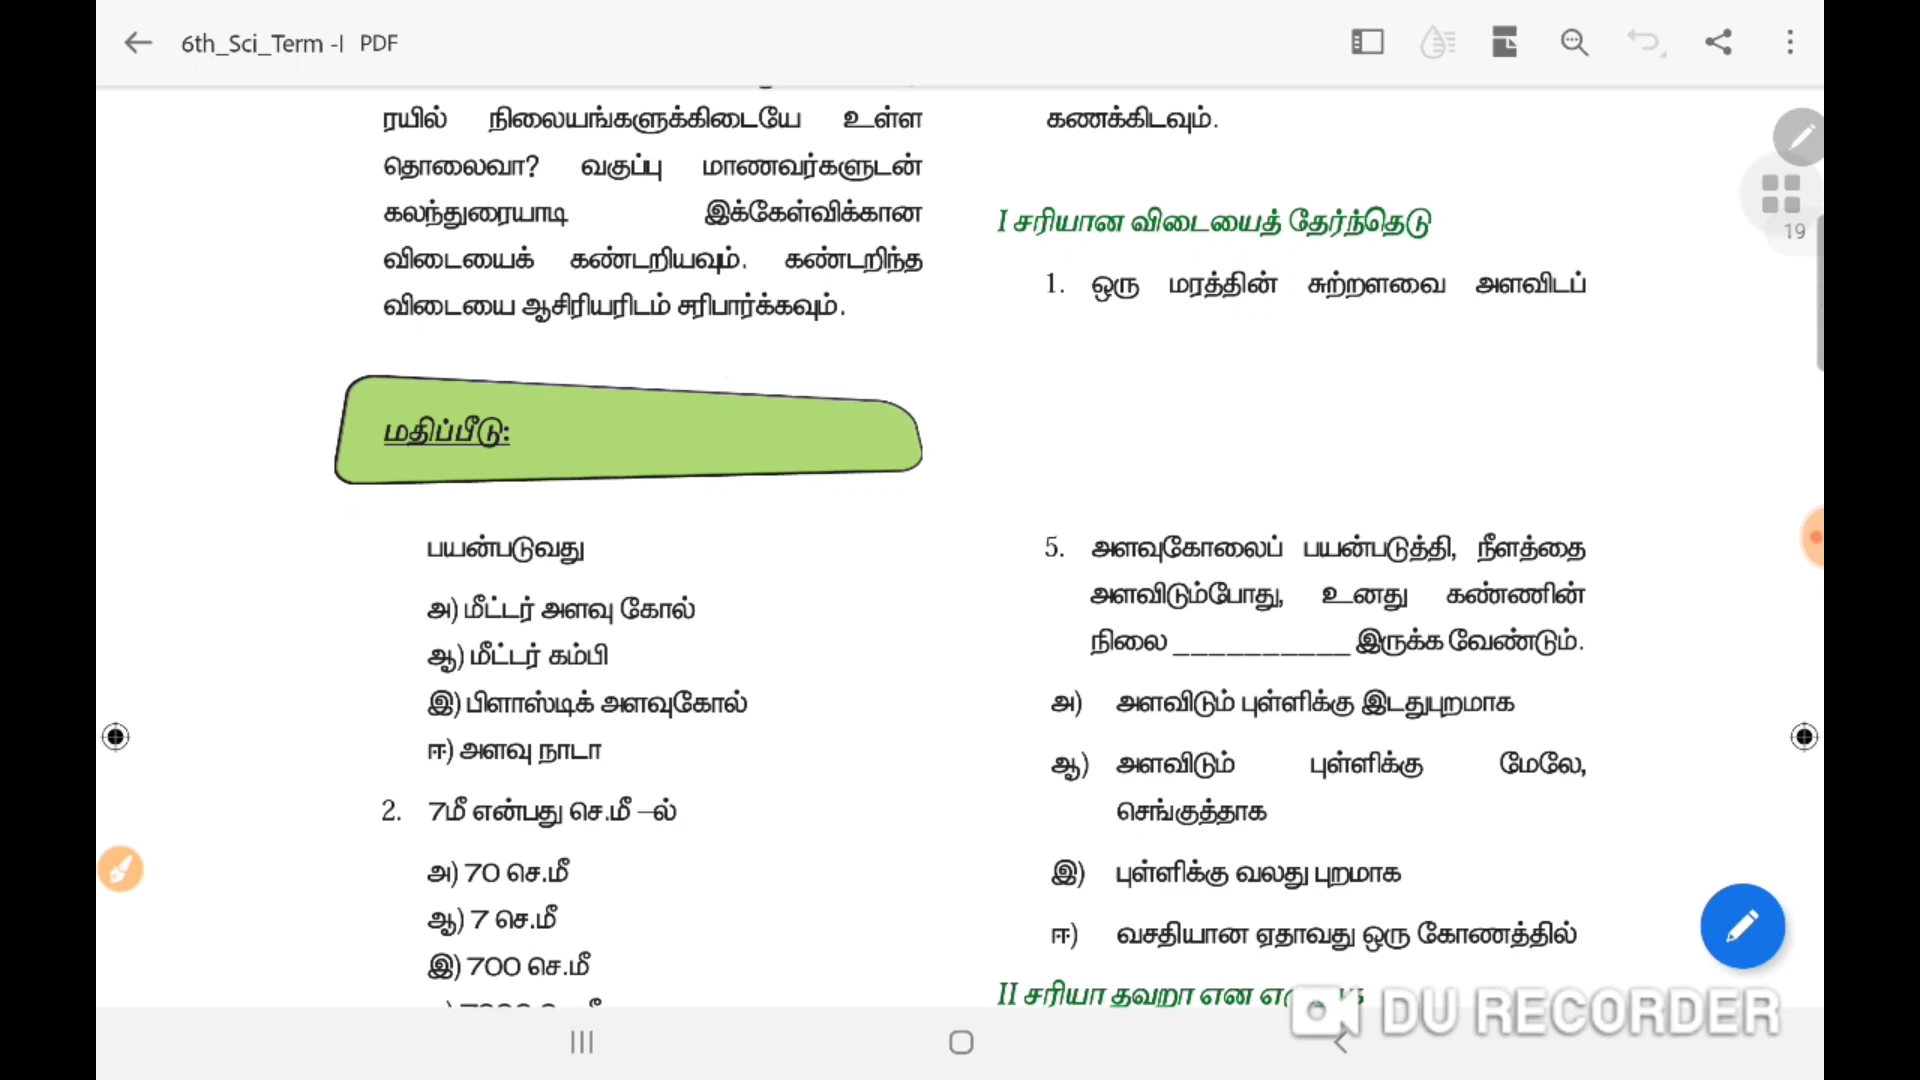 6th_Sci_Term -I PDF
ரயில் நிலையங்களுக்கிடையே உள்ள
தொலைவா? வகுப்பு மாணவர்களுடன்
கலந்துரையாடி இக்கேள்விக்கான
விடையைக் கண்டறியவும். கண்டறிந்த
விடையை ஆசிரியரிடம் சரிபார்க்கவும்.
மதிப்பீடு:
கணக்கிடவும்.
I சரியான விடையைத் தேர்ந்தெடு
1. ஒரு மரத்தின் சுற்றளவை அளவிடப்
பயன்படுவது
அ) மீட்டர் அளவு கோல்
ஆ) மீட்டர் கம்பி
இ) பிளாஸ்டிக் அளவுகோல்
ஈ) அளவு நாடா
2. 7மீ என்பது செ.மீ –ல்
அ) 70 செ.மீ
ஆ) 7 செ.மீ
இ) 700 செ.மீ
5. அளவுகோலைப் பயன்படுத்தி, நீளத்தை
அளவிடும்போது, உனது கண்ணின்
நிலை __________ இருக்க வேண்டும்.
அ) அளவிடும் புள்ளிக்கு இடதுபுறமாக
ஆ) அளவிடும் புள்ளிக்கு மேலே,
செங்குத்தாக
இ) புள்ளிக்கு வலது புறமாக
ஈ) வசதியான ஏதாவது ஒரு கோணத்தில்
II சரியா தவறா என
19
DU RECORDER